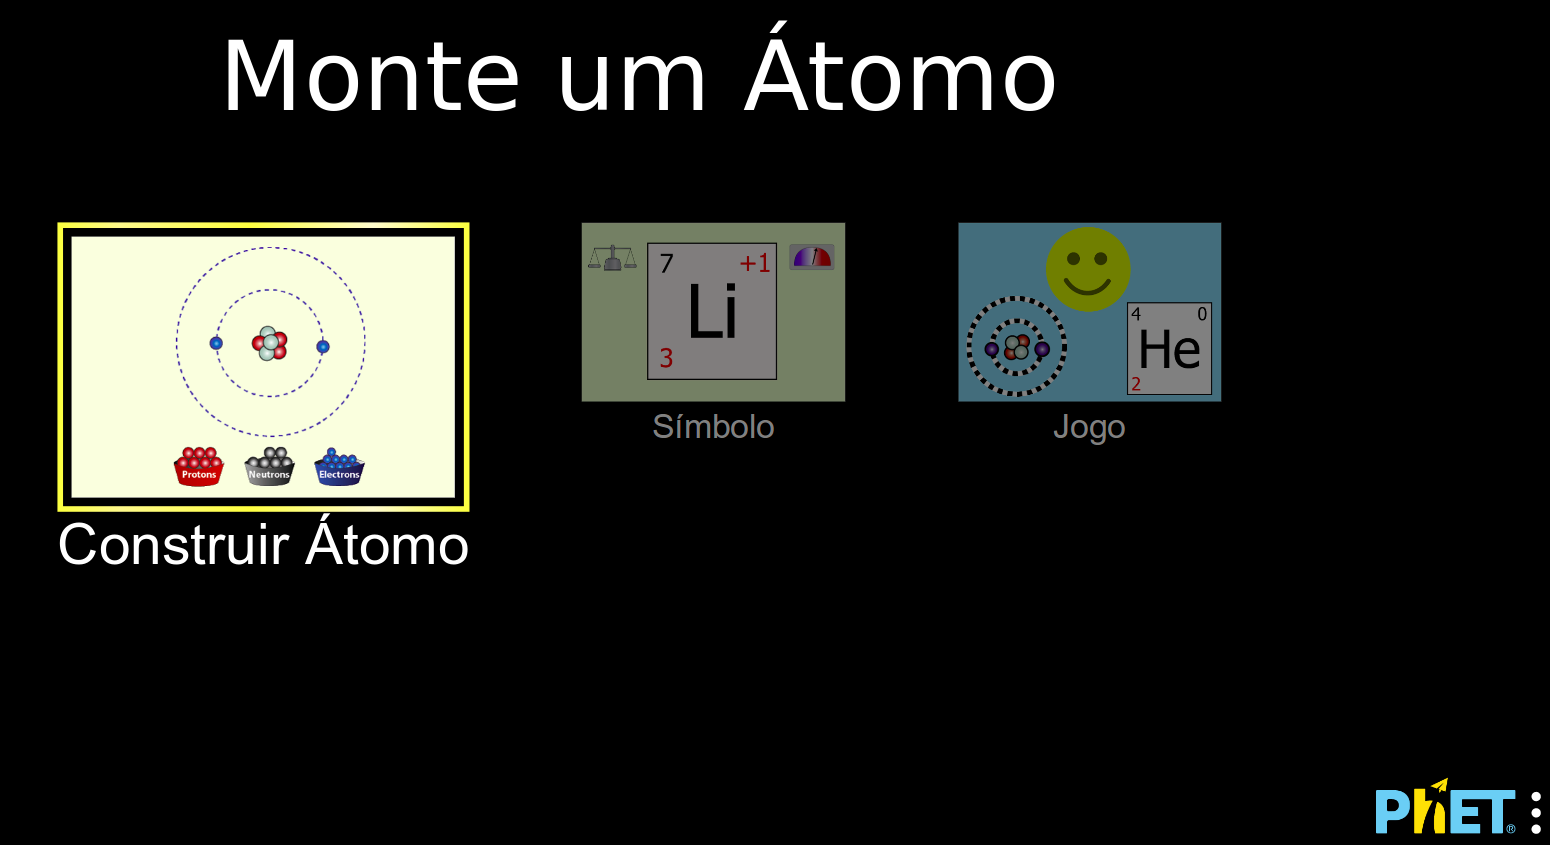 Monte um Átomo
Protons
Neutrons
Electrons
Construir Átomo
7
+1
Li
3
Símbolo
4
0
He
2
Jogo
PhET®